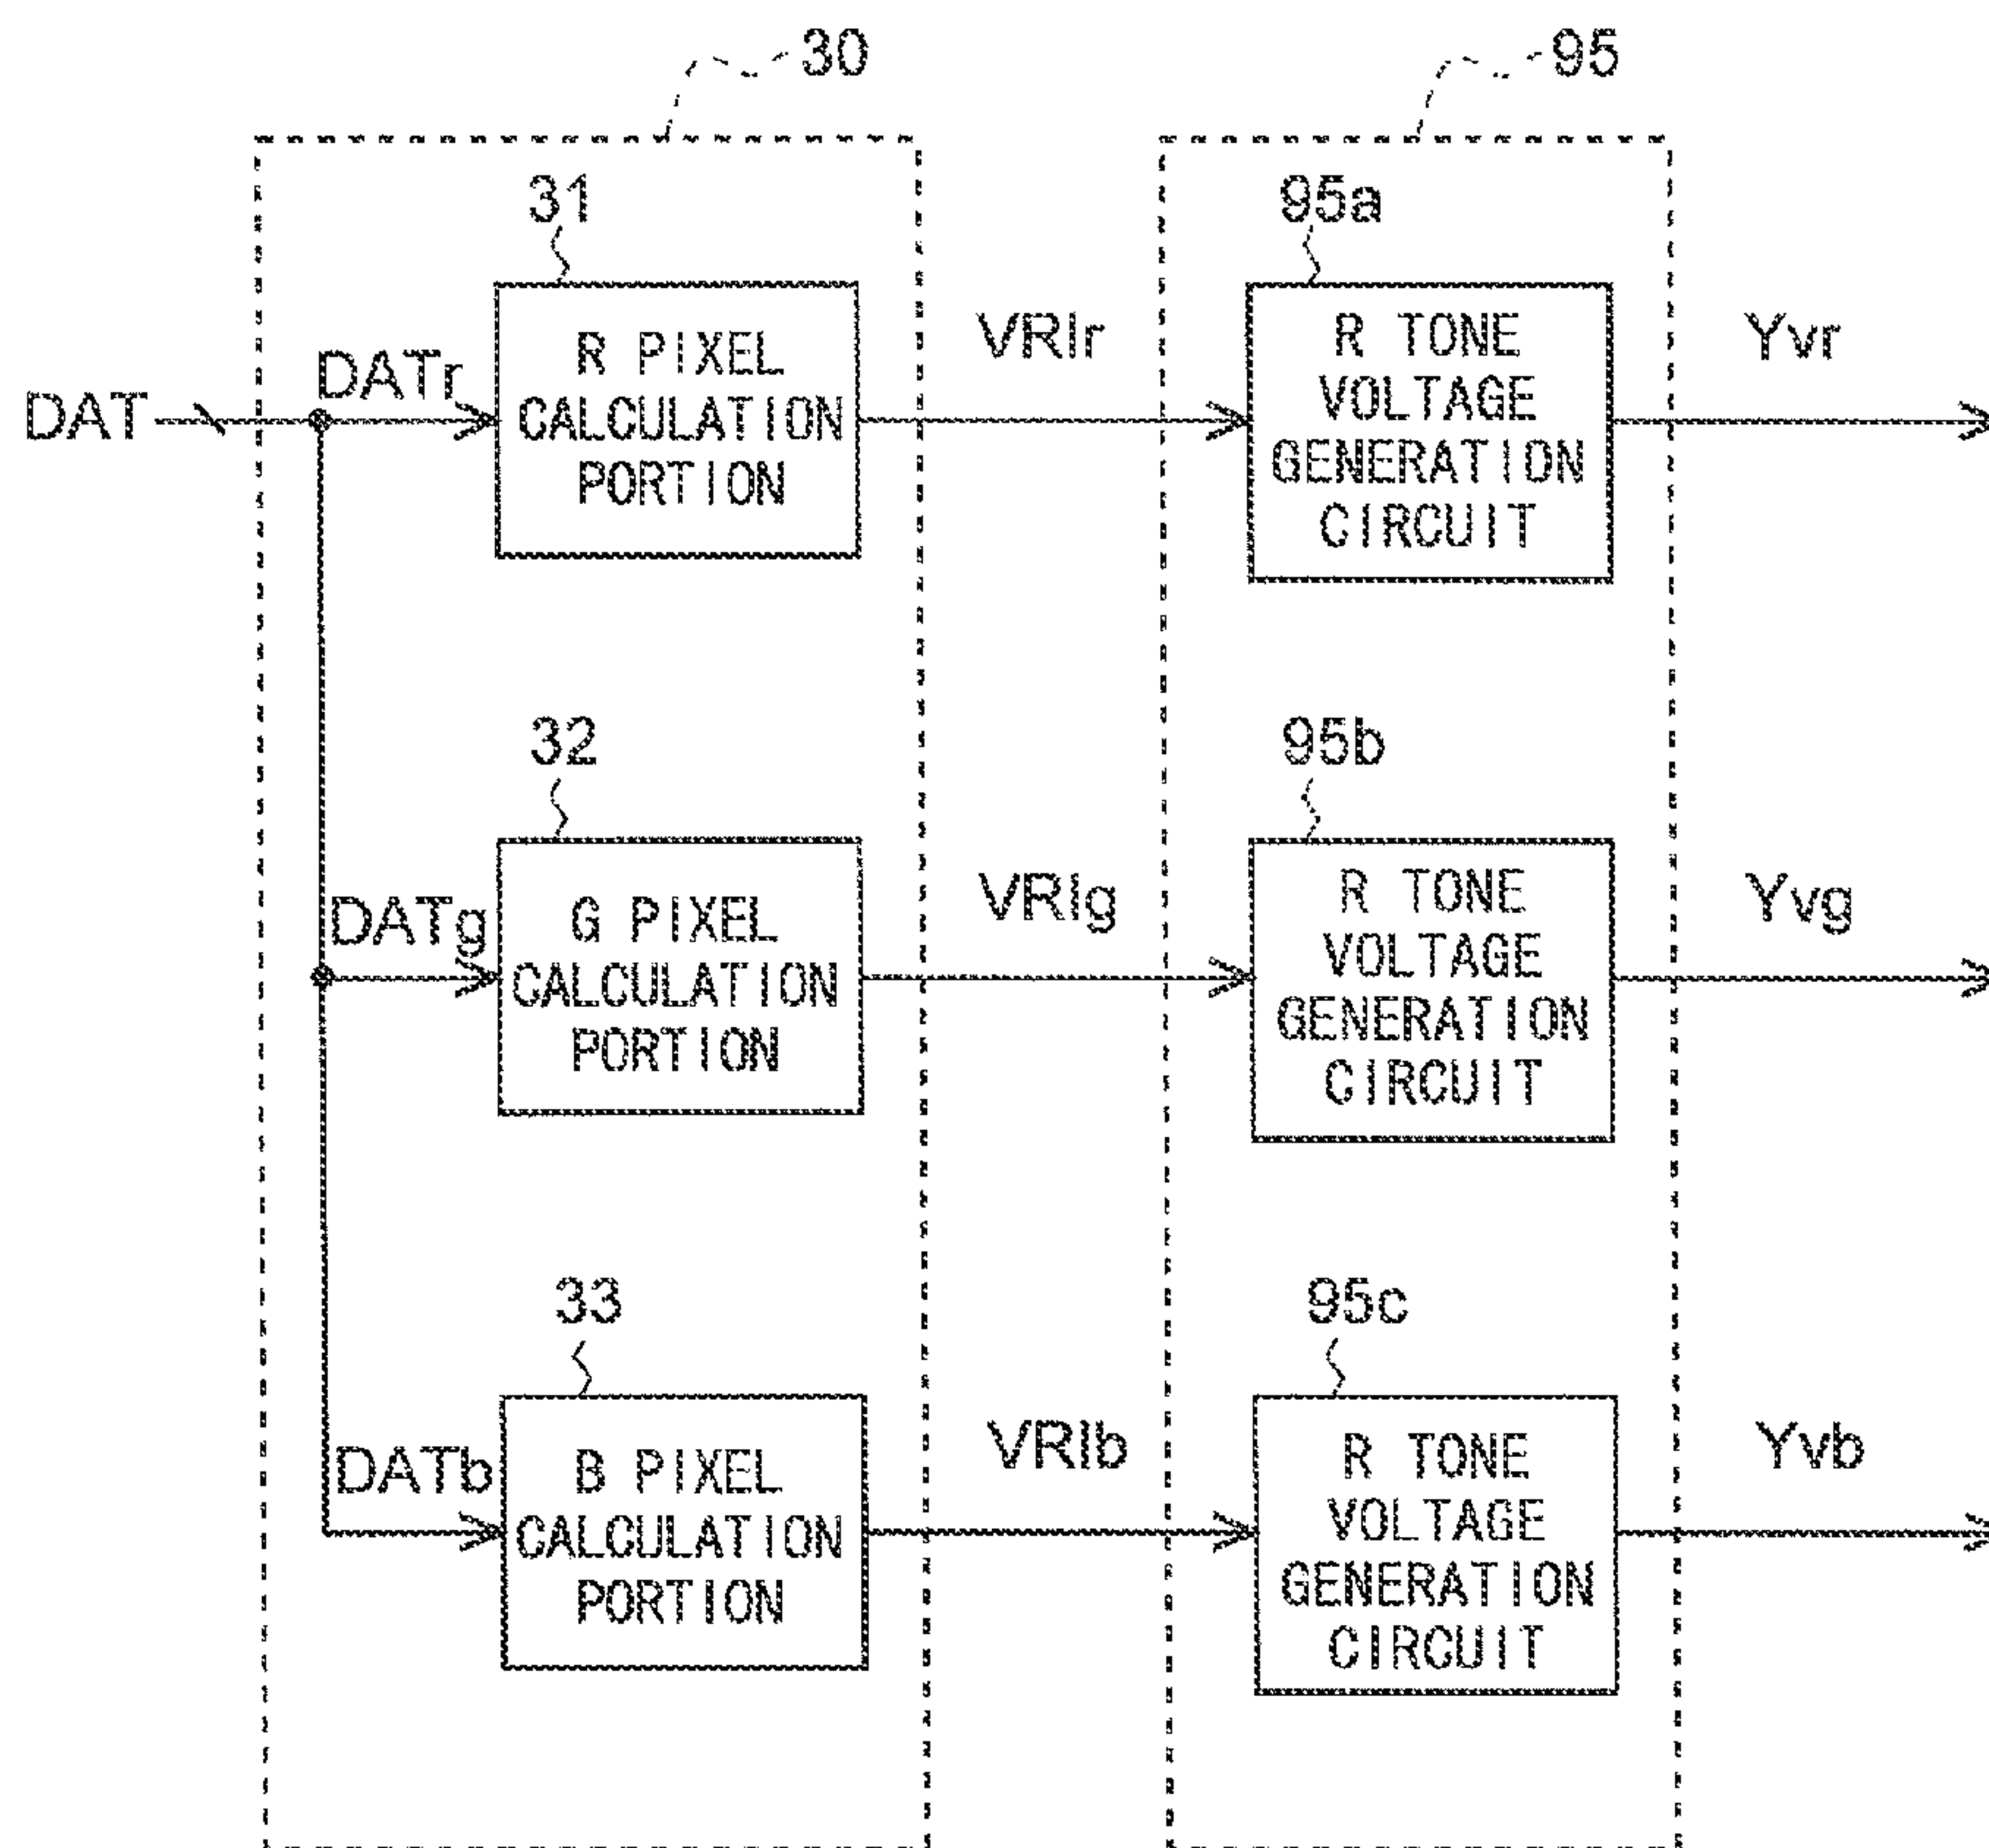 30
95
31
95a
DAT
DATr
R PIXEL
CALCULATION
PORTION
VRIr
R TONE
VOLTAGE
GENERATION
CIRCUIT
Yvr
32
95b
DATg
G PIXEL
CALCULATION
PORTION
VRIg
R TONE
VOLTAGE
GENERATION
CIRCUIT
Yvg
33
95c
DATb
B PIXEL
CALCULATION
PORTION
VRIb
R TONE
VOLTAGE
GENERATION
CIRCUIT
Yvb